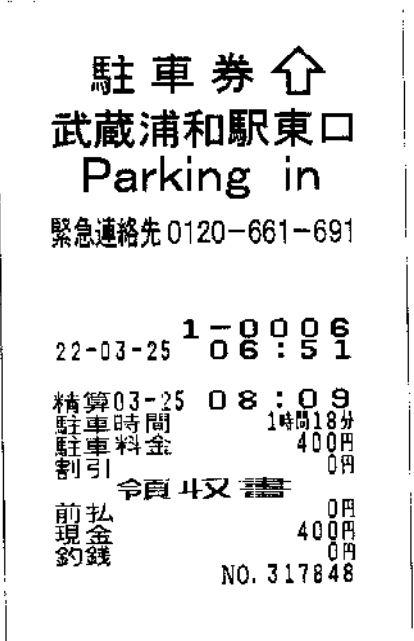 駐車券⇧
武蔵浦和駅東口
Parking in
緊急連絡先0120-661-691
1-0006
22-03-25 06:51
精算03-25 08:09
駐車時間 1時間18分
駐車料金 400円
割引 0円
領収書
前払 0円
現金 400円
釣銭 0円
NO.317848